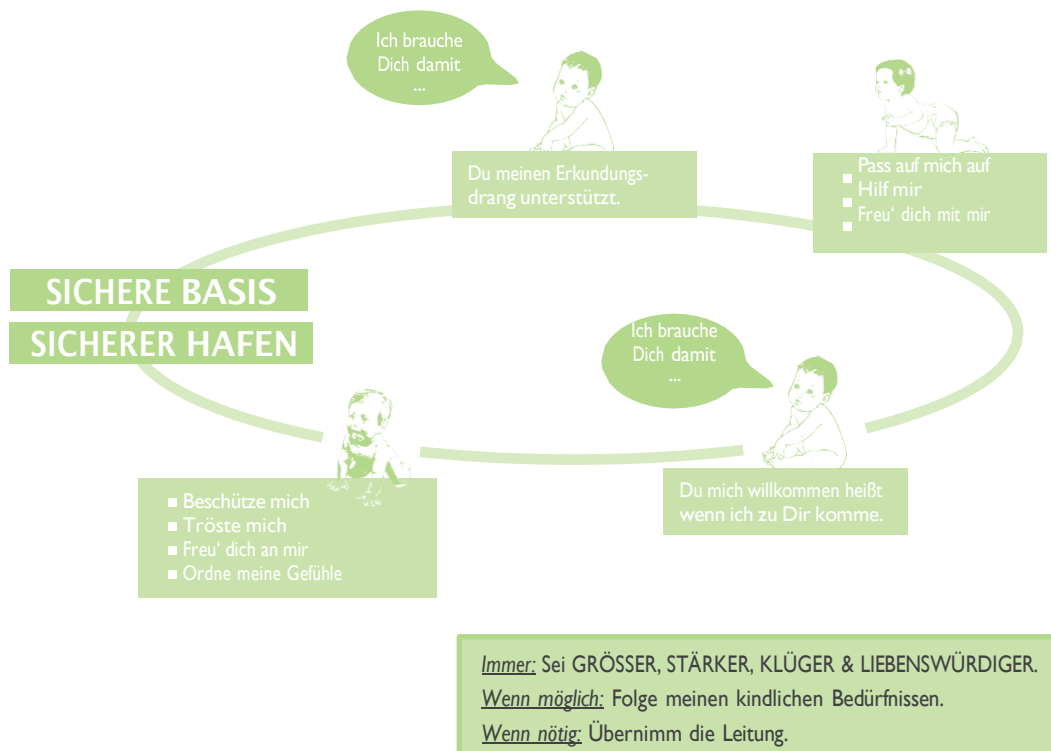 Ich brauche
Dich damit
...
Du meinen Erkundungs-
drang unterstützt.
Pass auf mich auf
Hilf mir
Freu‘ dich mit mir
SICHERE BASIS
SICHERER HAFEN
Ich brauche
Dich damit
...
Du mich willkommen heißt
wenn ich zu Dir komme.
Beschütze mich
Tröste mich
Freu‘ dich an mir
Ordne meine Gefühle
Immer: Sei GRÖSSER, STÄRKER, KLÜGER & LIEBENSWÜRDIGER.
Wenn möglich: Folge meinen kindlichen Bedürfnissen.
Wenn nötig: Übernimm die Leitung.